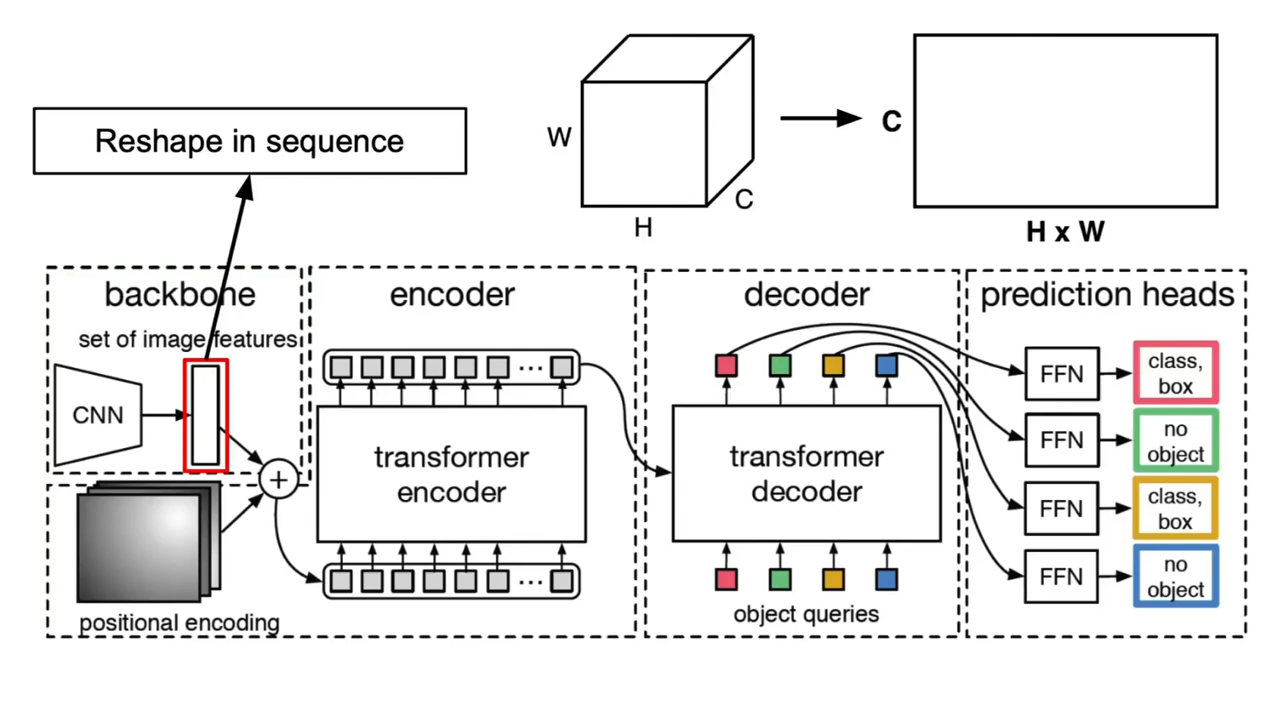 Reshape in sequence
W
H
C
C
H x W
backbone
set of image features
CNN
+
positional encoding
encoder
...
transformer
encoder
...
decoder
transformer
decoder
object queries
prediction heads
FFN
class,
box
FFN
no
object
FFN
class,
box
FFN
no
object